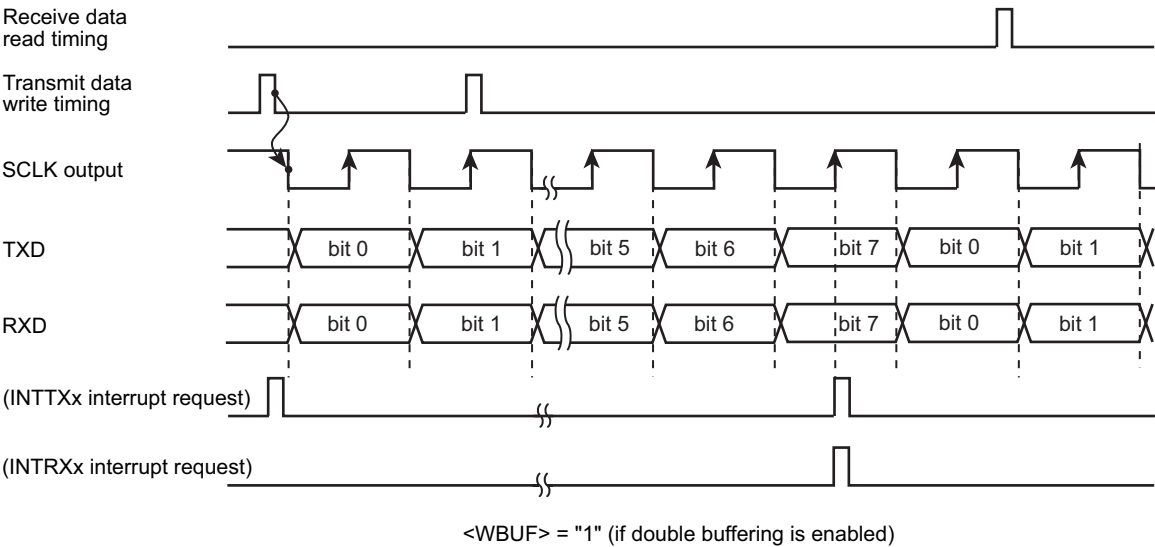 Receive data
read timing
Transmit data
write timing
SCLK output
TXD
bit 0 bit 1 bit 5 bit 6 bit 7 bit 0 bit 1
RXD
bit 0 bit 1 bit 5 bit 6 bit 7 bit 0 bit 1
(INTTXx interrupt request)
(INTRXx interrupt request)
<WBUF> = "1" (if double buffering is enabled)